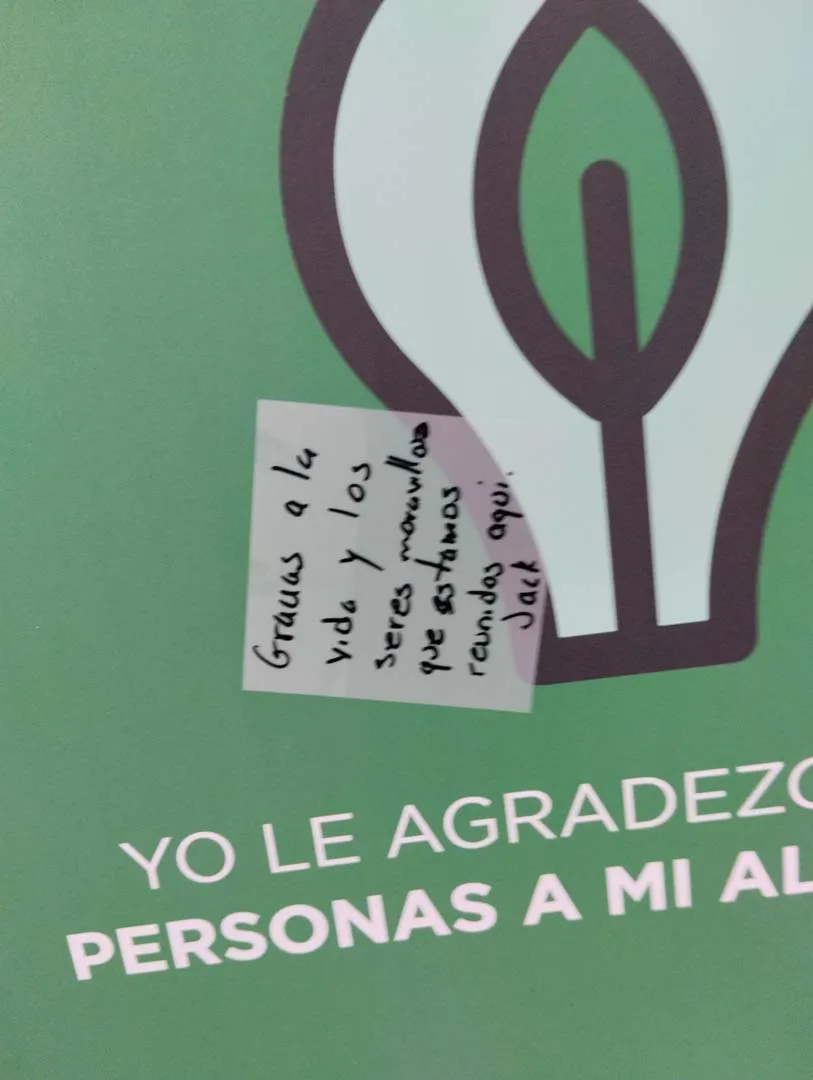 Gracias a la
vida y los
seres maravillosos
que estamos
reunidos aquí.
Jack
YO LE AGRADEZC
PERSONAS A MI AL